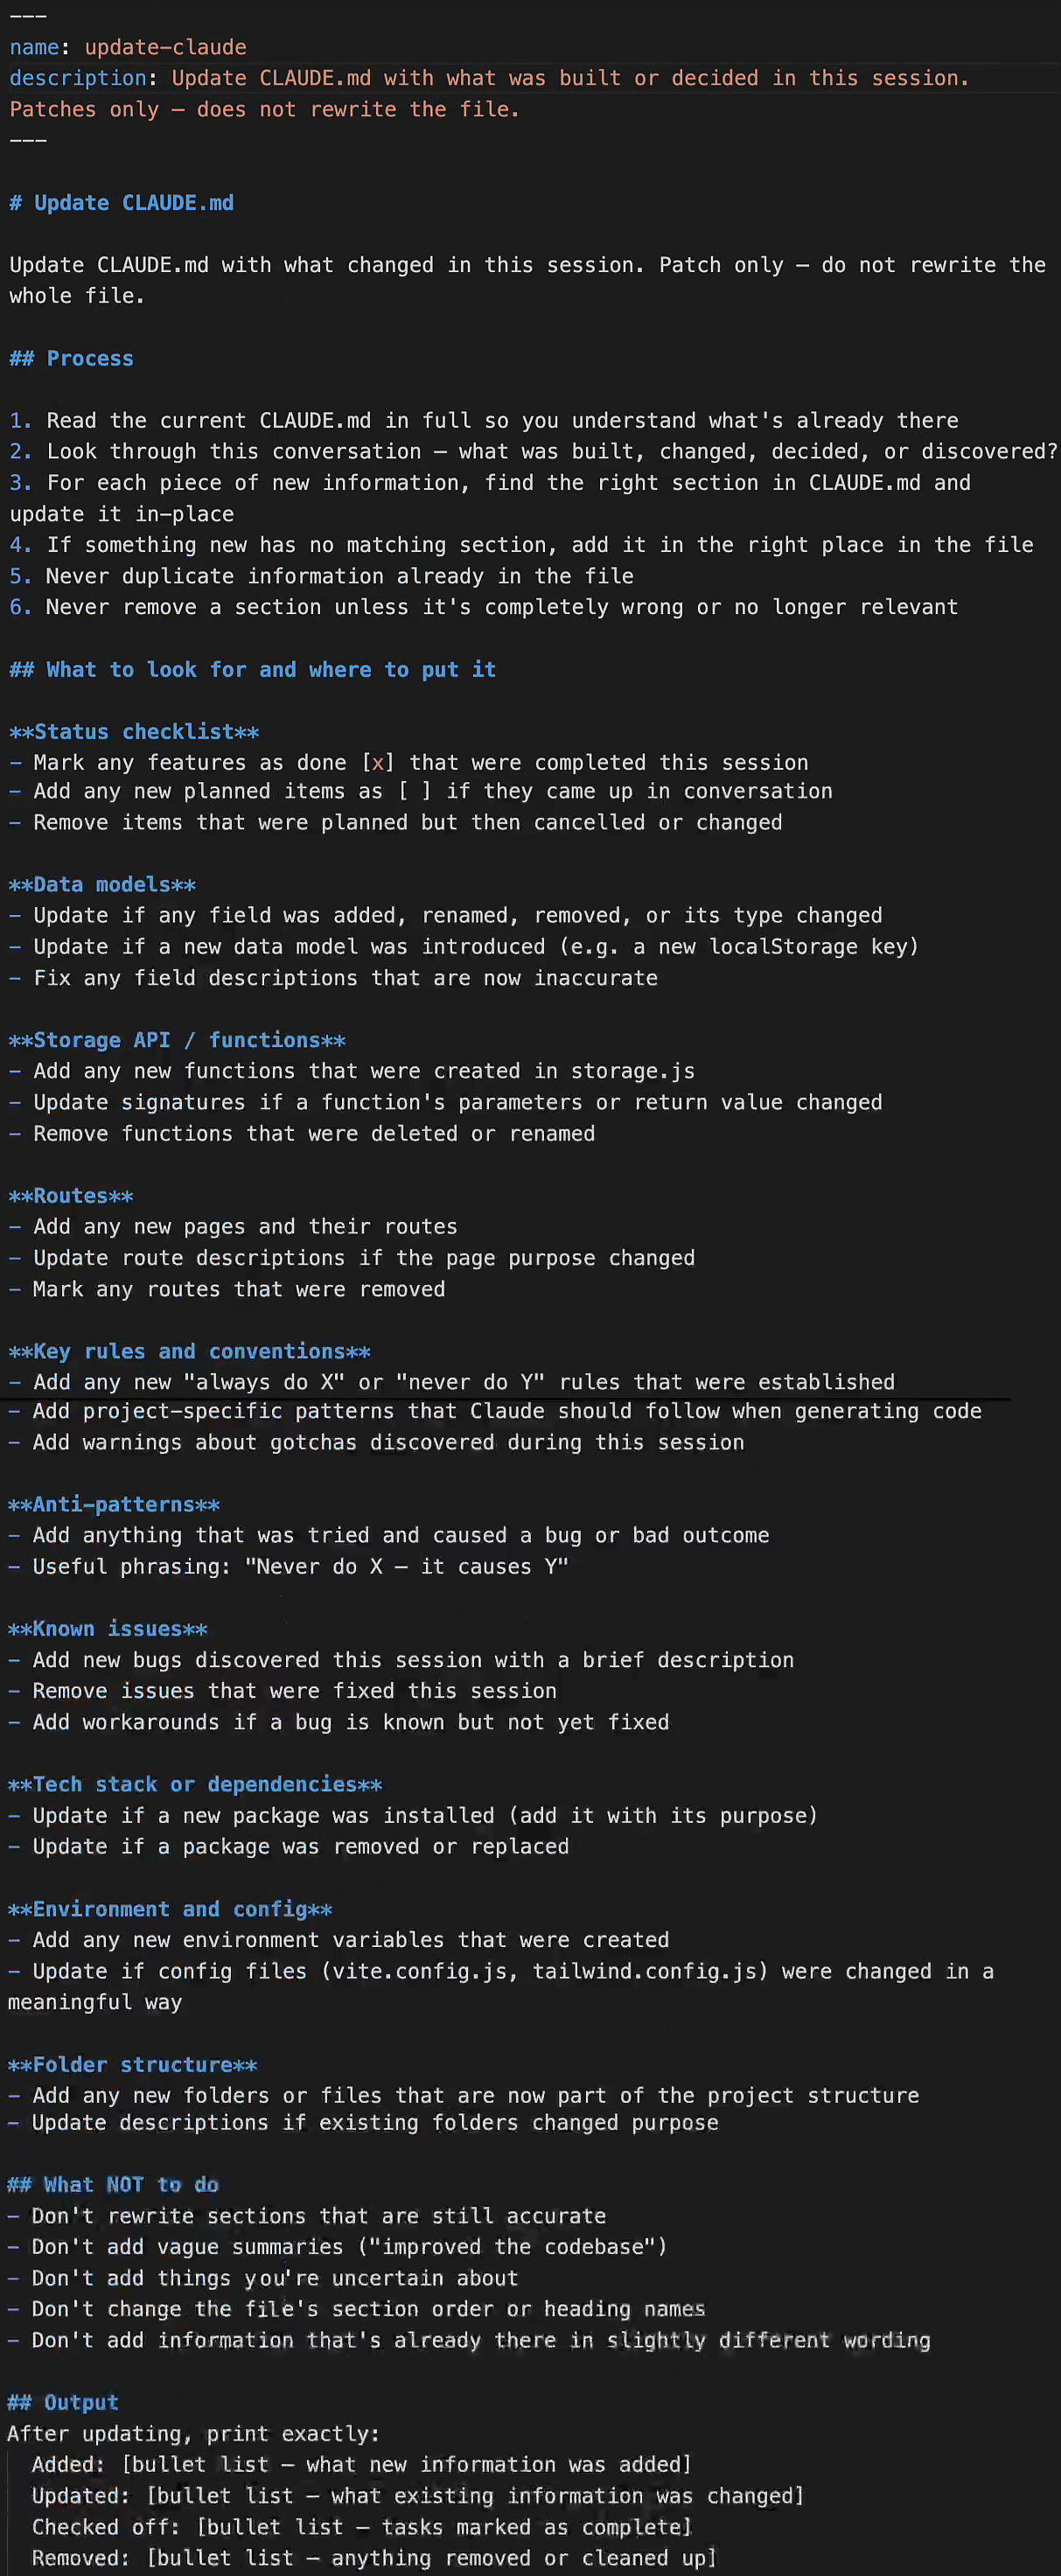 ---
name: update-claude
description: Update CLAUDE.md with what was built or decided in this session.
Patches only — does not rewrite the file.
---
# Update CLAUDE.md
Update CLAUDE.md with what changed in this session. Patch only — do not rewrite the
whole file.
## Process
1. Read the current CLAUDE.md in full so you understand what's already there
2. Look through this conversation — what was built, changed, decided, or discovered?
3. For each piece of new information, find the right section in CLAUDE.md and
update it in-place
4. If something new has no matching section, add it in the right place in the file
5. Never duplicate information already in the file
6. Never remove a section unless it's completely wrong or no longer relevant
## What to look for and where to put it
**Status checklist**
- Mark any features as done [x] that were completed this session
- Add any new planned items as [ ] if they came up in conversation
- Remove items that were planned but then cancelled or changed
**Data models**
- Update if any field was added, renamed, removed, or its type changed
- Update if a new data model was introduced (e.g. a new localStorage key)
- Fix any field descriptions that are now inaccurate
**Storage API / functions**
- Add any new functions that were created in storage.js
- Update signatures if a function's parameters or return value changed
- Remove functions that were deleted or renamed
**Routes**
- Add any new pages and their routes
- Update route descriptions if the page purpose changed
- Mark any routes that were removed
**Key rules and conventions**
- Add any new "always do X" or "never do Y" rules that were established
- Add project-specific patterns that Claude should follow when generating code
- Add warnings about gotchas discovered during this session
**Anti-patterns**
- Add anything that was tried and caused a bug or bad outcome
- Useful phrasing: "Never do X — it causes Y"
**Known issues**
- Add new bugs discovered this session with a brief description
- Remove issues that were fixed this session
- Add workarounds if a bug is known but not yet fixed
**Tech stack or dependencies**
- Update if a new package was installed (add it with its purpose)
- Update if a package was removed or replaced
**Environment and config**
- Add any new environment variables that were created
- Update if config files (vite.config.js, tailwind.config.js) were changed in a
meaningful way
**Folder structure**
- Add any new folders or files that are now part of the project structure
- Update descriptions if existing folders changed purpose
## What NOT to do
- Don't rewrite sections that are still accurate
- Don't add vague summaries ("improved the codebase")
- Don't add things you're uncertain about
- Don't change the file's section order or heading names
- Don't add information that's already there in slightly different wording
## Output
After updating, print exactly:
Added: [bullet list — what new information was added]
Updated: [bullet list — what existing information was changed]
Checked off: [bullet list — tasks marked as complete]
Removed: [bullet list — anything removed or cleaned up]